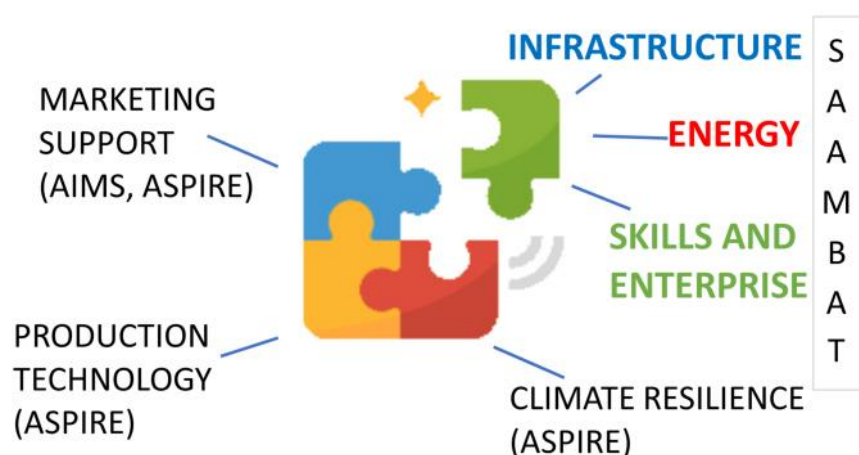 MARKETING
SUPPORT
(AIMS, ASPIRE)
PRODUCTION
TECHNOLOGY
(ASPIRE)
INFRASTRUCTURE
ENERGY
SKILLS AND
ENTERPRISE
CLIMATE RESILIENCE
(ASPIRE)
S
A
A
M
B
A
T